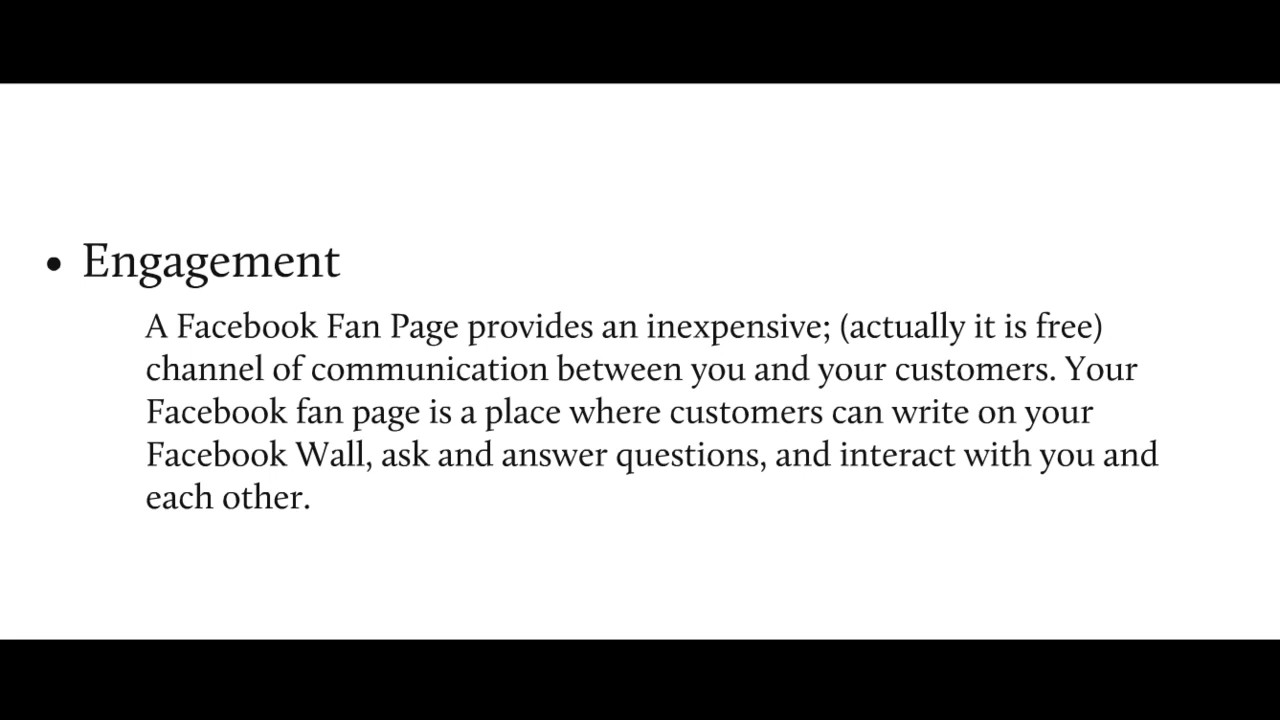 • Engagement
A Facebook Fan Page provides an inexpensive; (actually it is free)
channel of communication between you and your customers. Your
Facebook fan page is a place where customers can write on your
Facebook Wall, ask and answer questions, and interact with you and
each other.